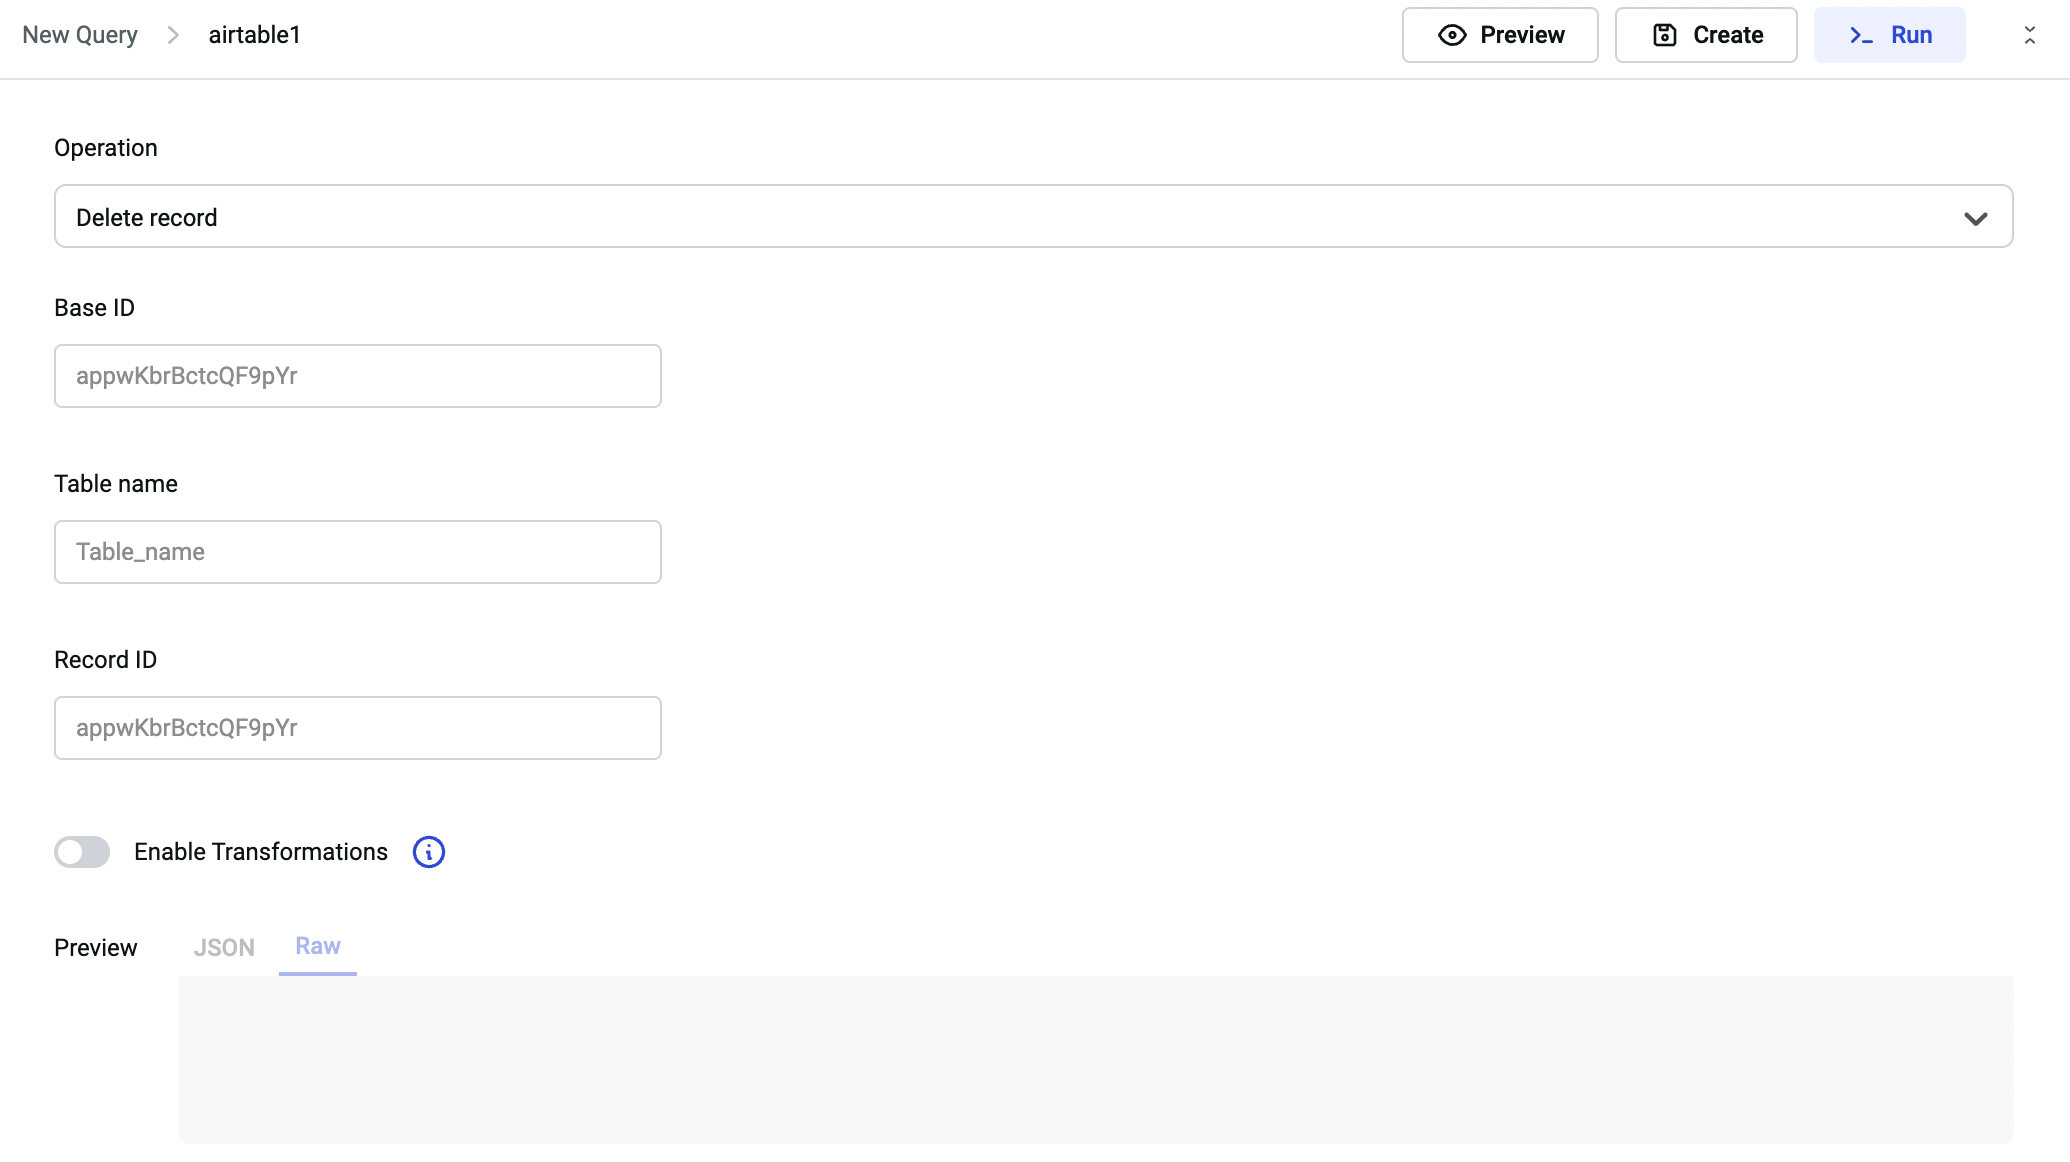 New Query > airtable1
Preview
Create
>_ Run
Operation
Delete record
Base ID
appwKbrBctcQF9pYr
Table name
Table_name
Record ID
appwKbrBctcQF9pYr
Enable Transformations
Preview JSON Raw